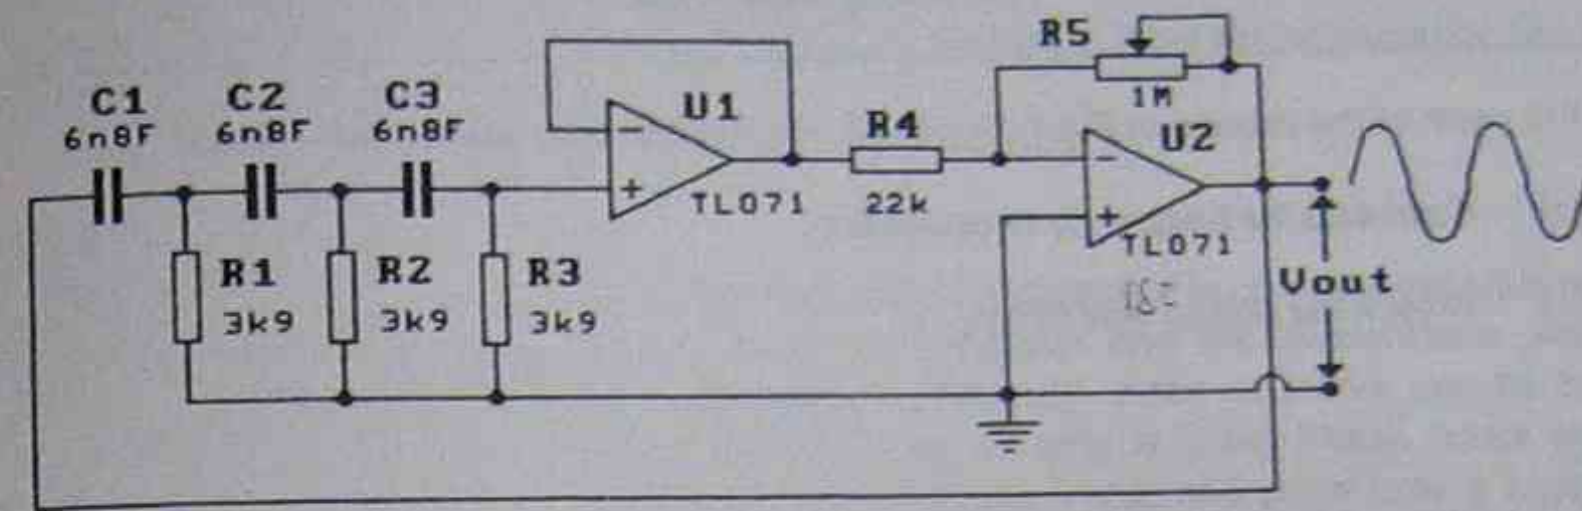 C1
6n8F
C2
6n8F
C3
6n8F
R1
3k9
R2
3k9
R3
3k9
U1
TL071
R4
22k
R5
1M
U2
TL071
Vout